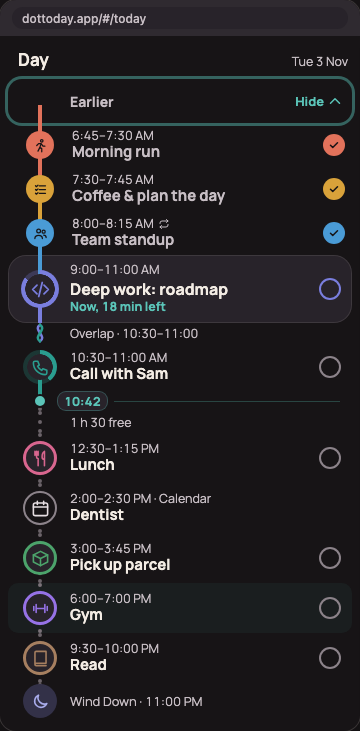 dottoday.app/#/today
Day
Tue 3 Nov
Earlier
Hide
6:45–7:30 AM
Morning run
7:30–7:45 AM
Coffee & plan the day
8:00–8:15 AM
Team standup
9:00–11:00 AM
Deep work: roadmap
Now, 18 min left
Overlap · 10:30–11:00
10:30–11:00 AM
Call with Sam
10:42
1 h 30 free
12:30–1:15 PM
Lunch
2:00–2:30 PM · Calendar
Dentist
3:00–3:45 PM
Pick up parcel
6:00–7:00 PM
Gym
9:30–10:00 PM
Read
Wind Down · 11:00 PM